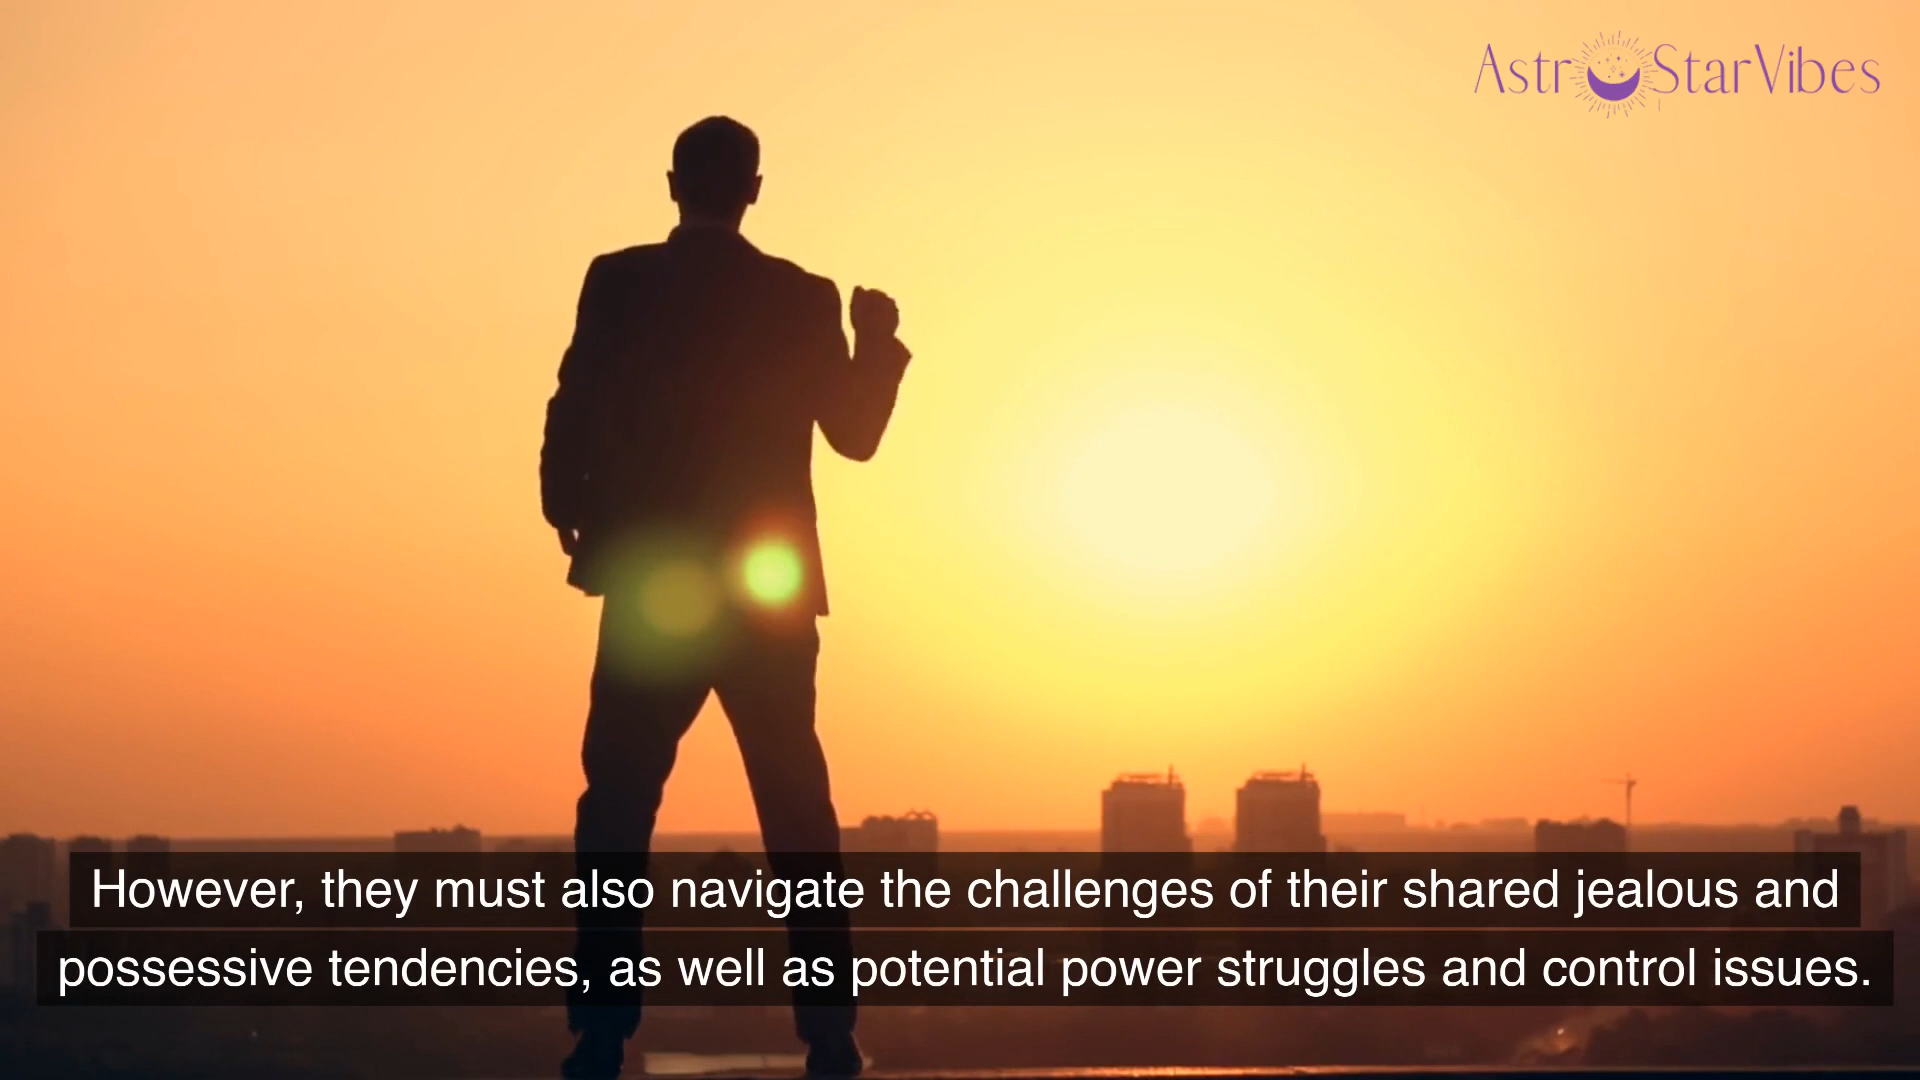 AstroStarVibes
However, they must also navigate the challenges of their shared jealous and
possessive tendencies, as well as potential power struggles and control issues.